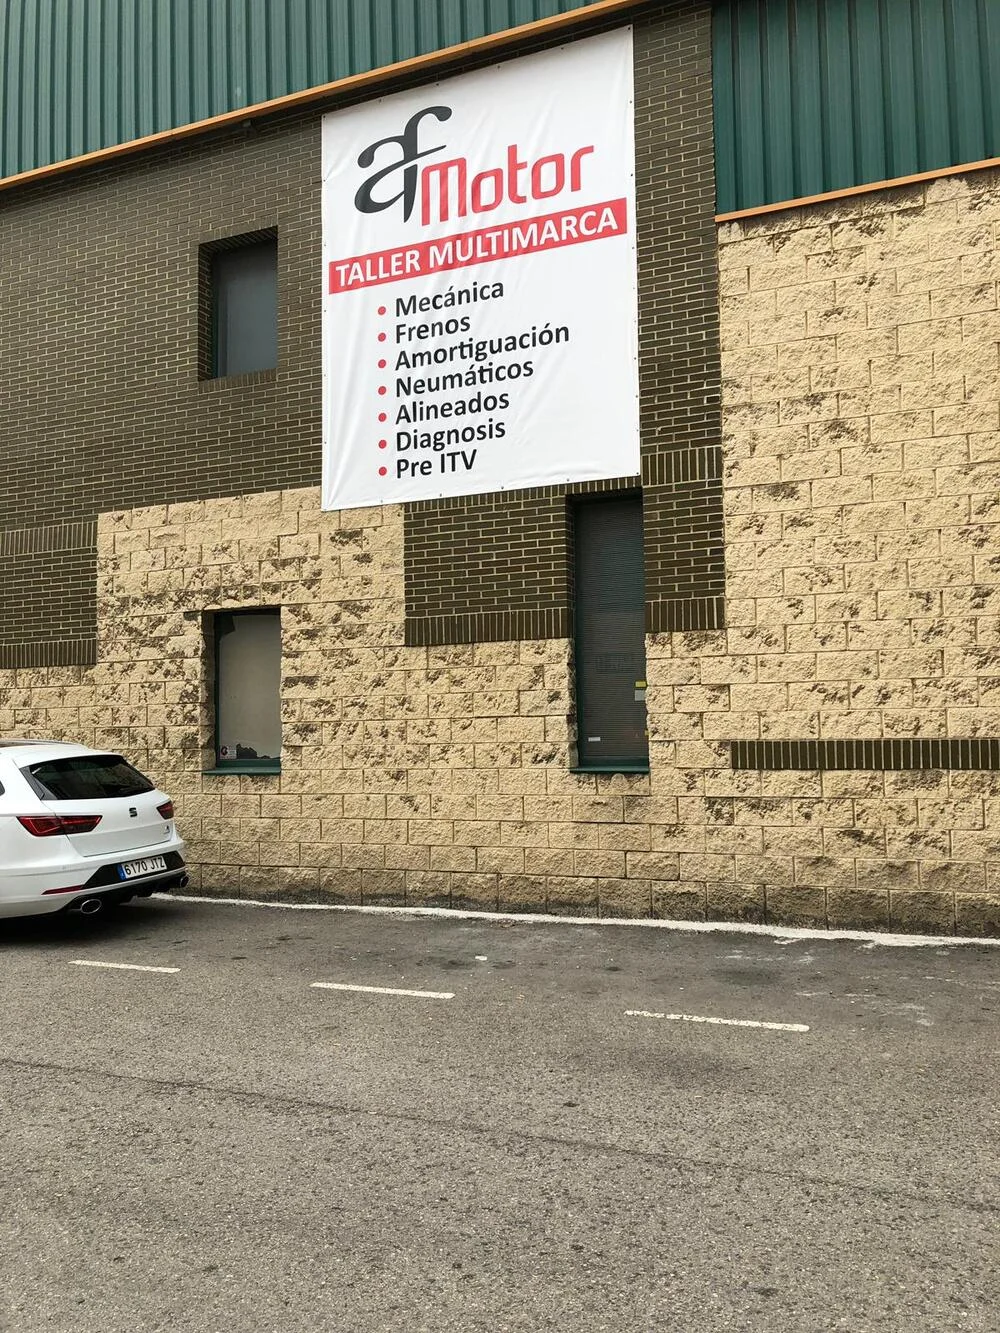 af Motor
TALLER MULTIMARCA
• Mecánica
• Frenos
• Amortiguación
• Neumáticos
• Alineados
• Diagnosis
• Pre ITV
6170 JTZ